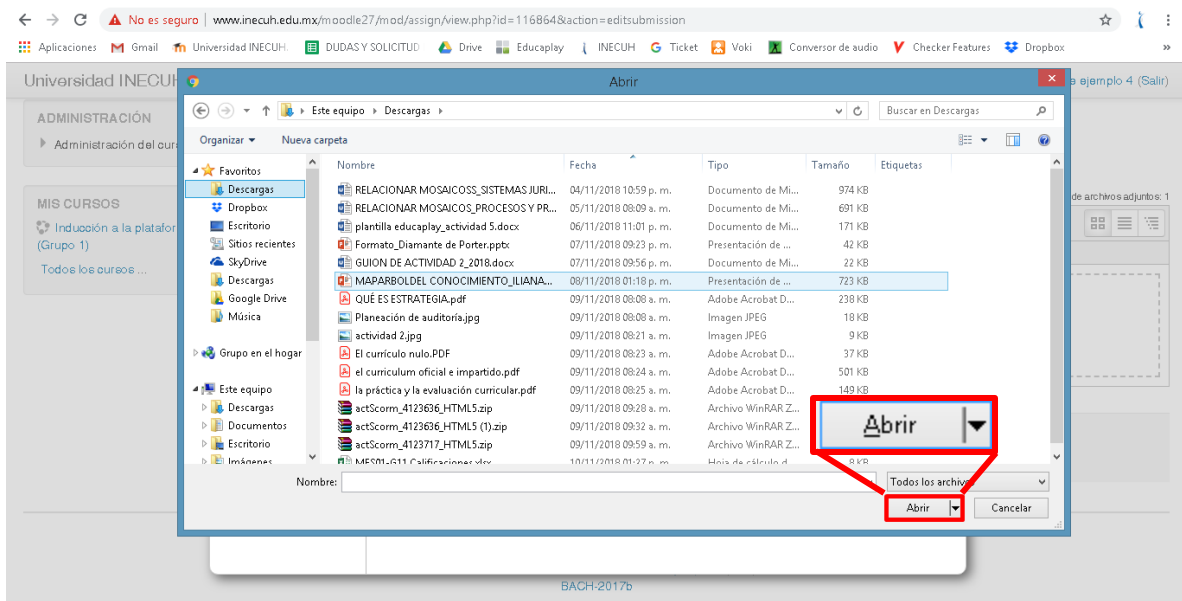 No es seguro | www.inecuh.edu.mx/moodle27/mod/assign/view.php?id=116864&action=editsubmission
Aplicaciones Gmail Universidad INECUH. DUDAS Y SOLICITUD Drive Educaplay INECUH Ticket Voki Conversor de audio Checker Features Dropbox »
Universidad INECUH
Abrir
e ejemplo 4 (Salir)
ADMINISTRACIÓN
Administración del cur
MIS CURSOS
Inducción a la platafor
(Grupo 1)
Todos los cursos ...
Este equipo Descargas
Buscar en Descargas
Organizar Nueva carpeta
Favoritos
Descargas
Dropbox
Escritorio
Sitios recientes
SkyDrive
Descargas
Google Drive
Música
Grupo en el hogar
Este equipo
Descargas
Documentos
Escritorio
Imágenes
Nombre Fecha Tipo Tamaño Etiquetas
RELACIONAR MOSAICOSS_SISTEMAS JURI... 04/11/2018 10:59 p. m. Documento de Mi... 974 KB
RELACIONAR MOSAICOS_PROCESOS Y PR... 05/11/2018 08:09 a. m. Documento de Mi... 691 KB
plantilla educaplay_actividad 5.docx 06/11/2018 11:01 p. m. Documento de Mi... 171 KB
Formato_Diamante de Porter.pptx 07/11/2018 09:23 p. m. Presentación de ... 42 KB
GUION DE ACTIVIDAD 2_2018.docx 07/11/2018 09:56 p. m. Documento de Mi... 22 KB
MAPARBOLDEL CONOCIMIENTO_ILIANA... 08/11/2018 01:18 p. m. Presentación de ... 723 KB
QUÉ ES ESTRATEGIA.pdf 09/11/2018 08:08 a. m. Adobe Acrobat D... 238 KB
Planeación de auditoría.jpg 09/11/2018 08:08 a. m. Imagen JPEG 18 KB
actividad 2.jpg 09/11/2018 08:21 a. m. Imagen JPEG 9 KB
El currículo nulo.PDF 09/11/2018 08:23 a. m. Adobe Acrobat D... 37 KB
el curriculum oficial e impartido.pdf 09/11/2018 08:24 a. m. Adobe Acrobat D... 501 KB
la práctica y la evaluación curricular.pdf 09/11/2018 08:25 a. m. Adobe Acrobat D... 149 KB
actScorm_4123636_HTML5.zip 09/11/2018 09:28 a. m. Archivo WinRAR Z...
actScorm_4123636_HTML5 (1).zip 09/11/2018 09:32 a. m. Archivo WinRAR Z...
actScorm_4123717_HTML5.zip 09/11/2018 09:59 a. m. Archivo WinRAR Z...
MES01-G11 Calificaciones.xlsx 10/11/2018 01:27 p. m. Hoja de cálculo d... 8 KB
Abrir
de archivos adjuntos: 1
Nombre:
Todos los archivo
Abrir Cancelar
BACH-2017b